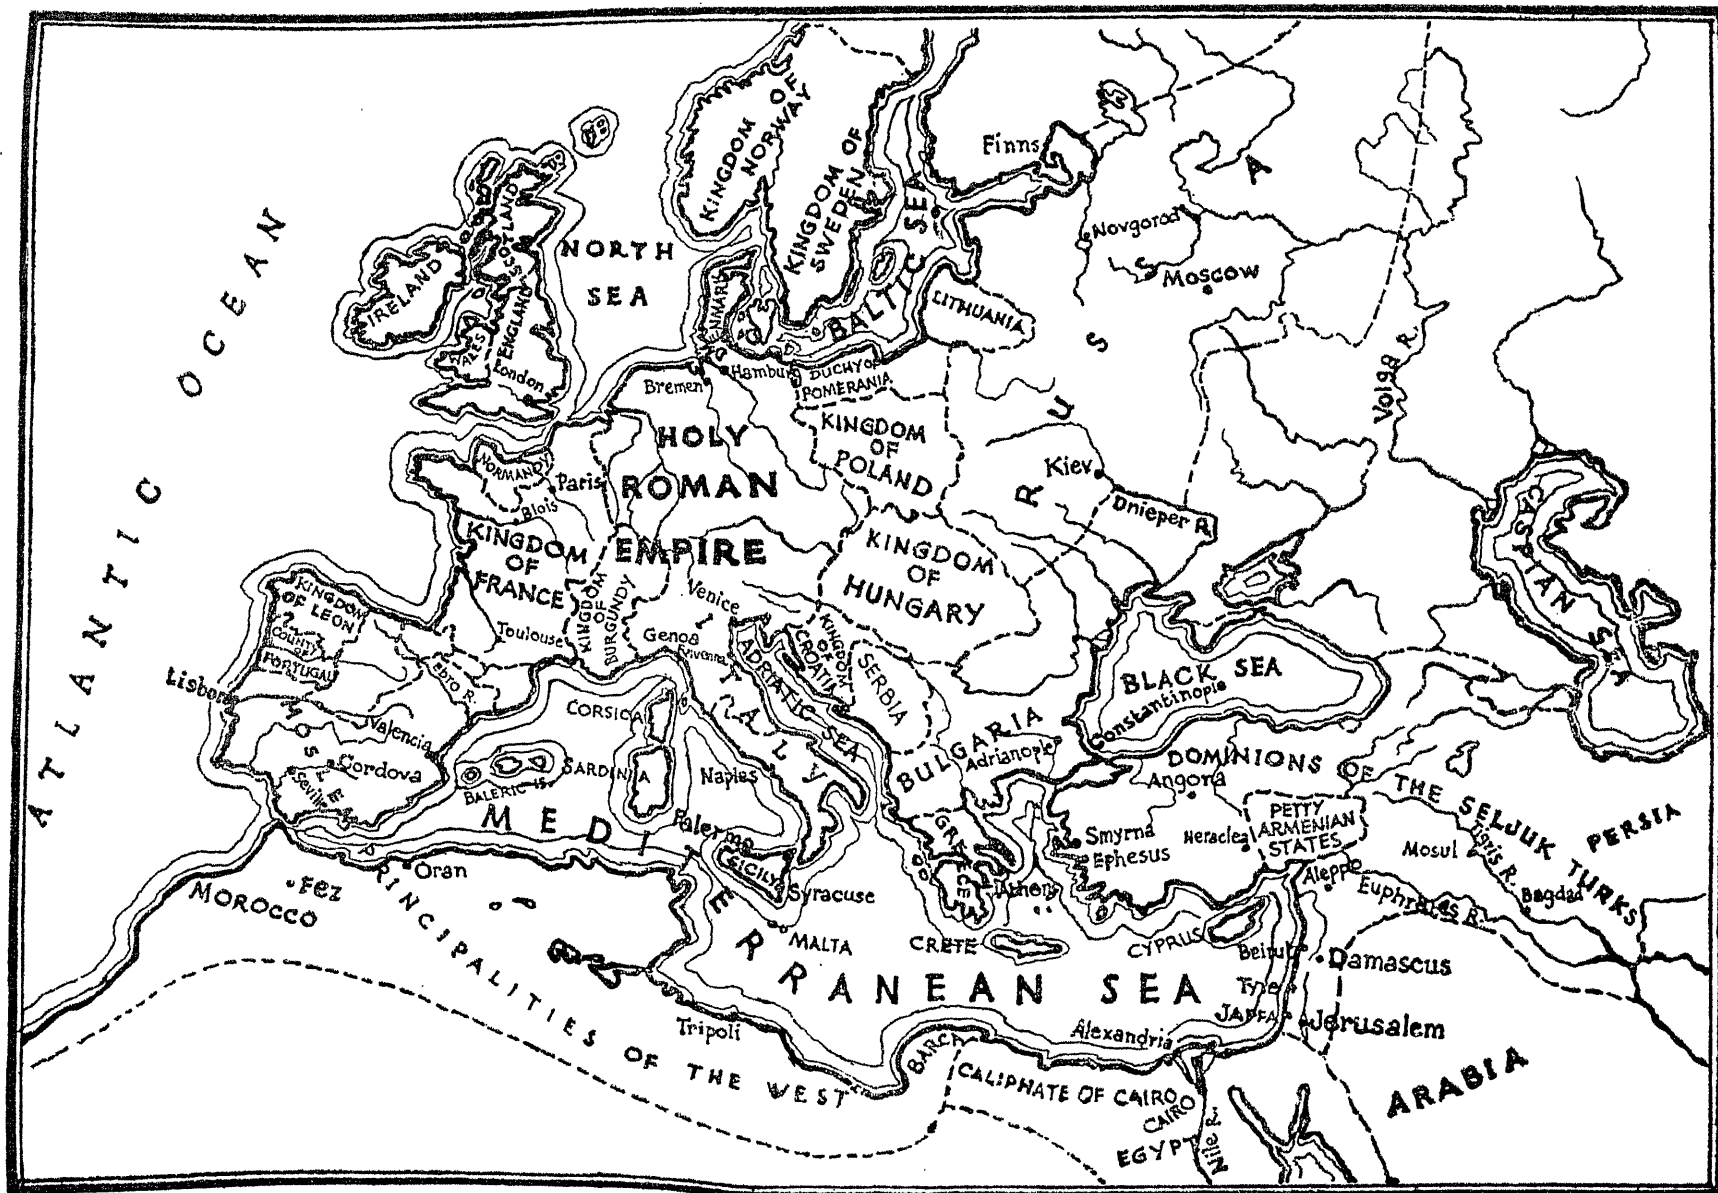 ATLANTIC OCEAN
NORTH
SEA
KINGDOM
OF
NORWAY
KINGDOM OF
SWEDEN
BALTIC SEA
Finns
RUSSIA
Novgorod
Moscow
Volga R.
LITHUANIA
SCOTLAND
IRELAND
ENGLAND
WALES
London
DENMARK
Hamburg
Bremen
DUCHY OF
POMERANIA
KINGDOM
OF
POLAND
HOLY
ROMAN
EMPIRE
NORMANDY
Paris
Blois
KINGDOM
OF
FRANCE
KINGDOM
OF
BURGUNDY
Toulouse
Kiev
Dnieper R.
KINGDOM
OF
HUNGARY
CASPIAN SEA
Venice
Genoa
Ravenna
ITALY
ADRIATIC SEA
KINGDOM
OF
CROATIA
SERBIA
BULGARIA
Adrianople
BLACK SEA
Constantinople
KINGDOM
OF LEON
COUNTY
OF
PORTUGAL
Lisbon
Ebro R.
MOSLEM
Valencia
Cordova
Seville
BALERIC IS.
CORSICA
SARDINIA
Naples
Palermo
SICILY
Syracuse
MALTA
GREECE
Athens
CRETE
CYPRUS
DOMINIONS OF THE SELJUK TURKS
Angora
Smyrna
Ephesus
Heraclea
PETTY
ARMENIAN
STATES
PERSIA
Mosul
Tigris R.
Bagdad
Aleppo
Euphrates R.
Beirut
Damascus
Tyre
JAFFA
Jerusalem
MEDITERRANEAN SEA
MOROCCO
Fez
Oran
PRINCIPALITIES OF THE WEST
Tripoli
BARCA
Alexandria
CALIPHATE OF CAIRO
CAIRO
EGYPT
Nile R.
ARABIA